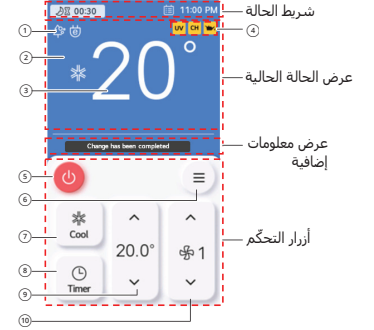 00:30
11:00 PM
شريط الحالة
1
UV CH
4
2
20°
عرض الحالة الحالية
3
عرض معلومات
إضافية
Change has been completed
5
6
7
Cool
20.0°
1
أزرار التحكّم
8
Timer
9
10